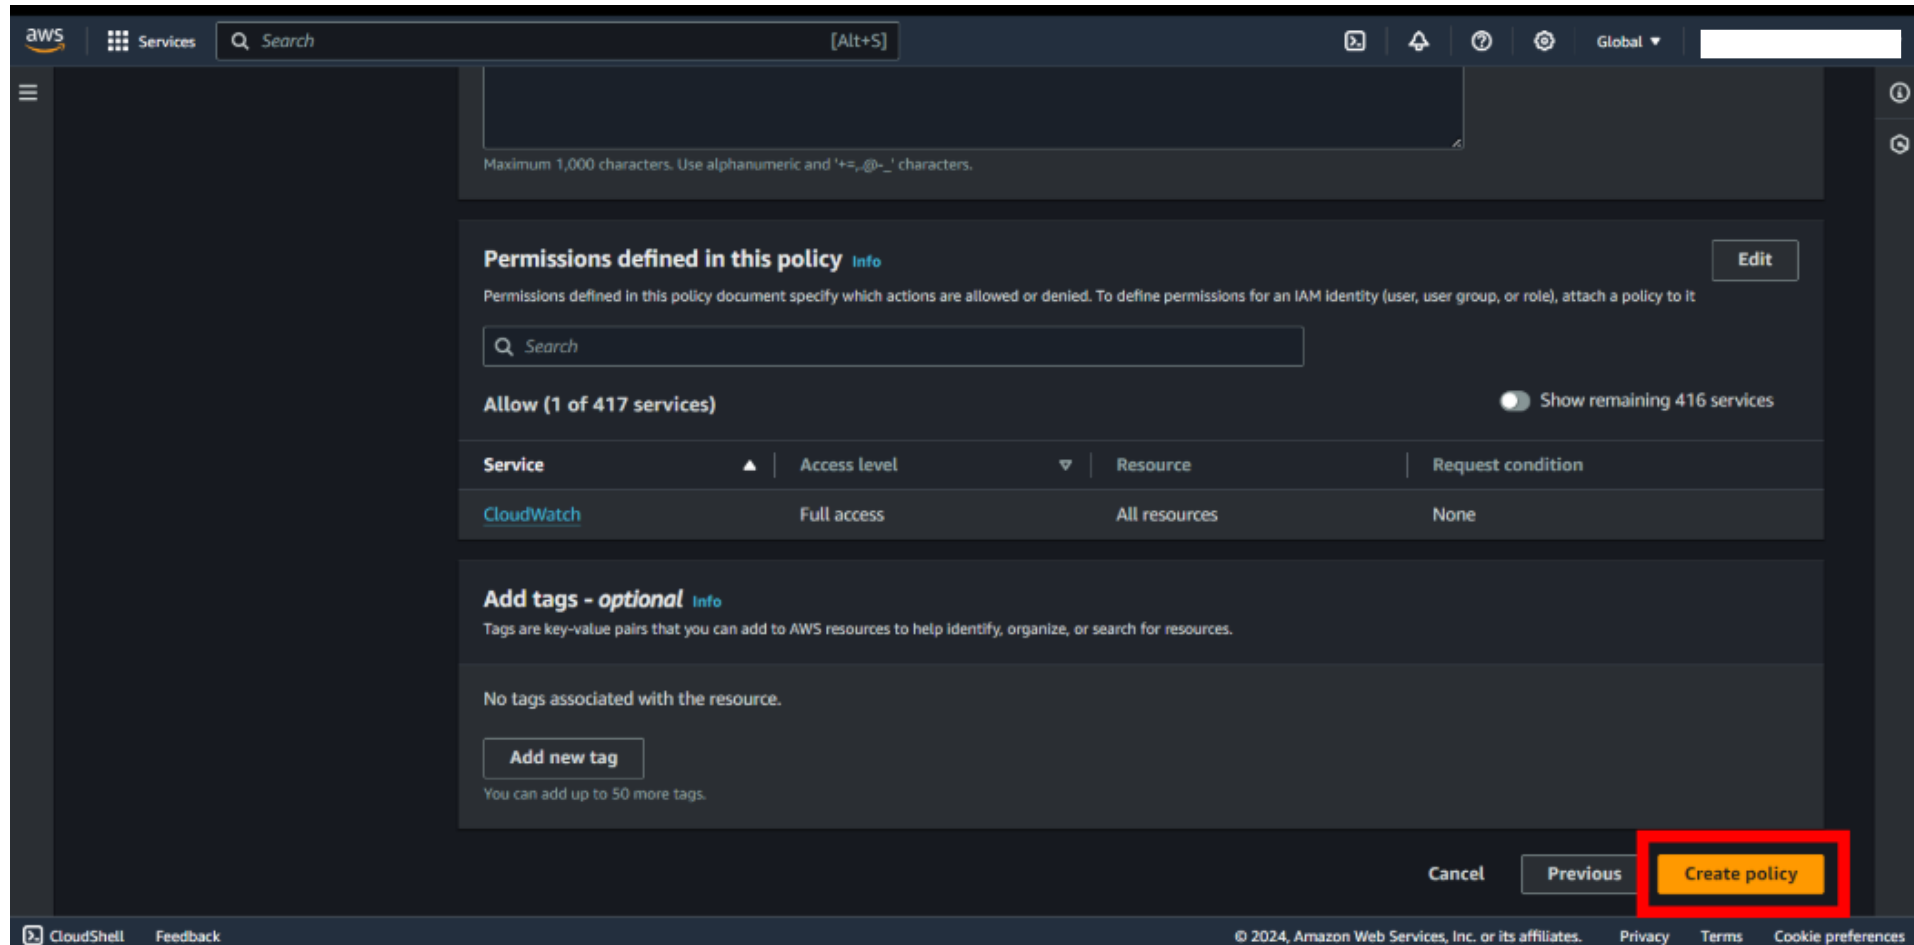 aws Services Search [Alt+S] Global
Maximum 1,000 characters. Use alphanumeric and '+=,.@-_' characters.
Permissions defined in this policy Info Edit
Permissions defined in this policy document specify which actions are allowed or denied. To define permissions for an IAM identity (user, user group, or role), attach a policy to it
Search
Allow (1 of 417 services) Show remaining 416 services
Service Access level Resource Request condition
CloudWatch Full access All resources None
Add tags - optional Info
Tags are key-value pairs that you can add to AWS resources to help identify, organize, or search for resources.
No tags associated with the resource.
Add new tag
You can add up to 50 more tags.
Cancel Previous Create policy
CloudShell Feedback © 2024, Amazon Web Services, Inc. or its affiliates. Privacy Terms Cookie preferences